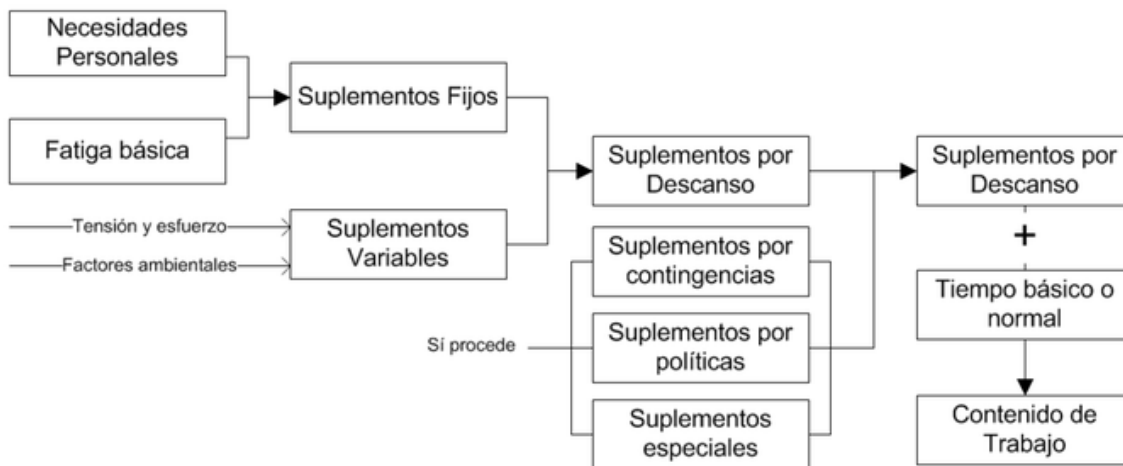 Necesidades
Personales
Fatiga básica
Tensión y esfuerzo
Factores ambientales
Suplementos Fijos
Suplementos
Variables
Sí procede
Suplementos por
Descanso
Suplementos por
contingencias
Suplementos por
políticas
Suplementos
especiales
Suplementos por
Descanso
+
Tiempo básico o
normal
Contenido de
Trabajo